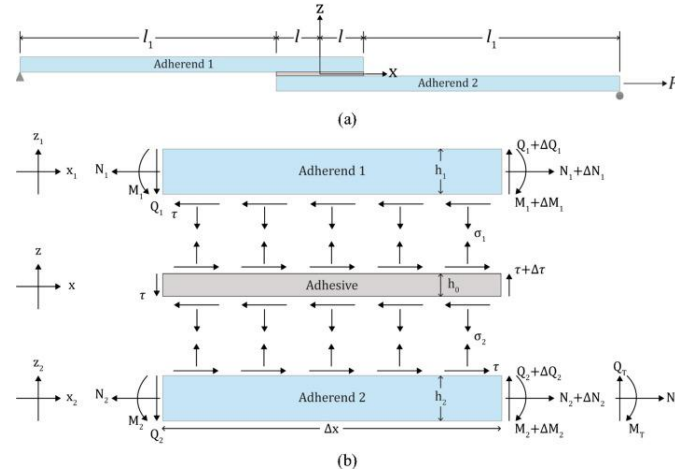 z
l₁ l l l₁
Adherend 1
x
Adherend 2
(a)
z₁
x₁
N₁
M₁
Q₁
Adherend 1
h₁
Q₁+ΔQ₁
N₁+ΔN₁
M₁+ΔM₁
τ
σ₁
z
x
τ
Adhesive
h₀
τ+Δτ
σ₂
z₂
x₂
N₂
M₂
Q₂
τ
Adherend 2
h₂
Δx
Q₂+ΔQ₂
N₂+ΔN₂
M₂+ΔM₂
Q_T
N
M_T
(b)